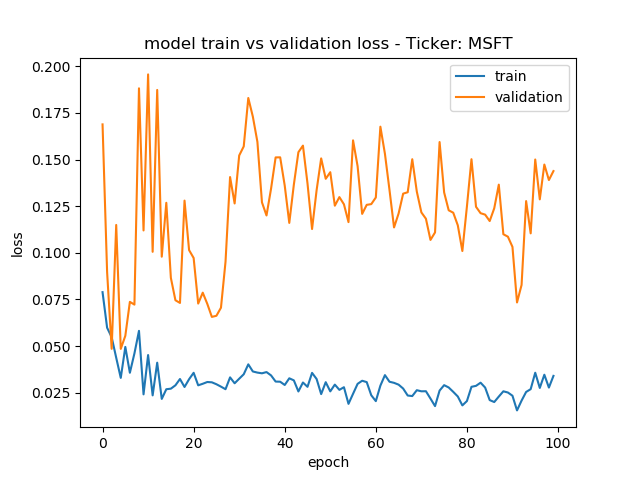 model train vs validation loss - Ticker: MSFT
train
validation
0.200
0.175
0.150
0.125
0.100
0.075
0.050
0.025
loss
0 20 40 60 80 100
epoch